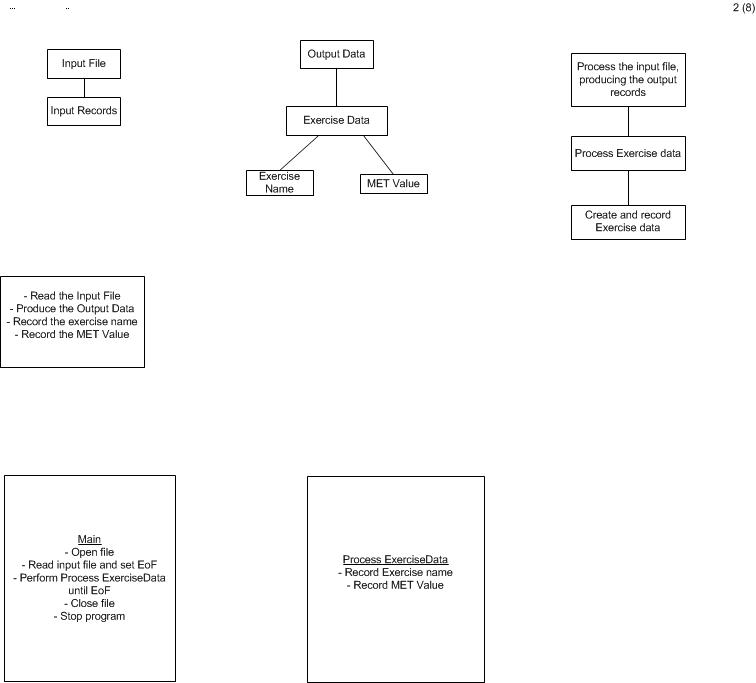 2 (8)
Input File
Input Records
Output Data
Exercise Data
Exercise
Name
MET Value
Process the input file,
producing the output
records
Process Exercise data
Create and record
Exercise data
- Read the Input File
- Produce the Output Data
- Record the exercise name
- Record the MET Value
Main
- Open file
- Read input file and set EoF
- Perform Process ExerciseData
until EoF
- Close file
- Stop program
Process ExerciseData
- Record Exercise name
- Record MET Value